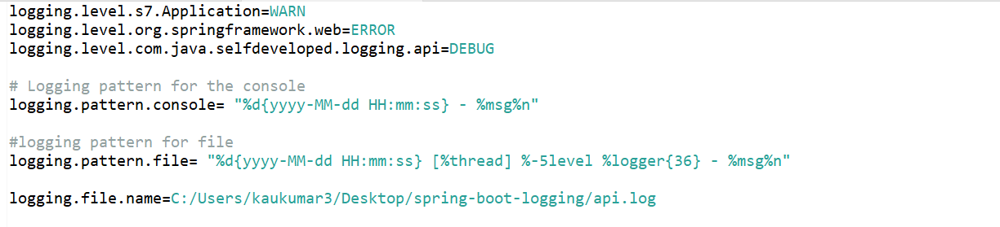 logging.level.s7.Application=WARN
logging.level.org.springframework.web=ERROR
logging.level.com.java.selfdeveloped.logging.api=DEBUG
# Logging pattern for the console
logging.pattern.console= "%d{yyyy-MM-dd HH:mm:ss} - %msg%n"
#logging pattern for file
logging.pattern.file= "%d{yyyy-MM-dd HH:mm:ss} [%thread] %-5level %logger{36} - %msg%n"
logging.file.name=C:/Users/kaukumar3/Desktop/spring-boot-logging/api.log